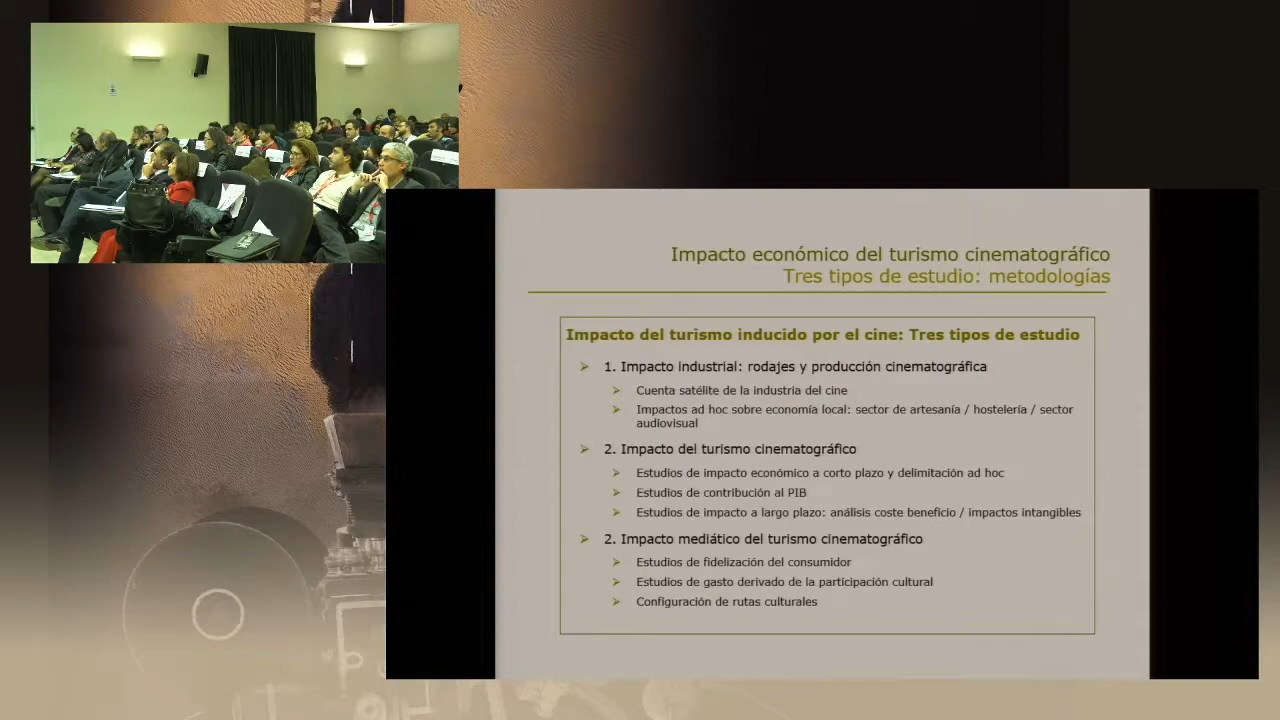 Impacto económico del turismo cinematográfico
Tres tipos de estudio: metodologías
Impacto del turismo inducido por el cine: Tres tipos de estudio
1. Impacto industrial: rodajes y producción cinematográfica
Cuenta satélite de la industria del cine
Impactos ad hoc sobre economía local: sector de artesanía / hostelería / sector
audiovisual
2. Impacto del turismo cinematográfico
Estudios de impacto económico a corto plazo y delimitación ad hoc
Estudios de contribución al PIB
Estudios de impacto a largo plazo: análisis coste beneficio / impactos intangibles
2. Impacto mediático del turismo cinematográfico
Estudios de fidelización del consumidor
Estudios de gasto derivado de la participación cultural
Configuración de rutas culturales